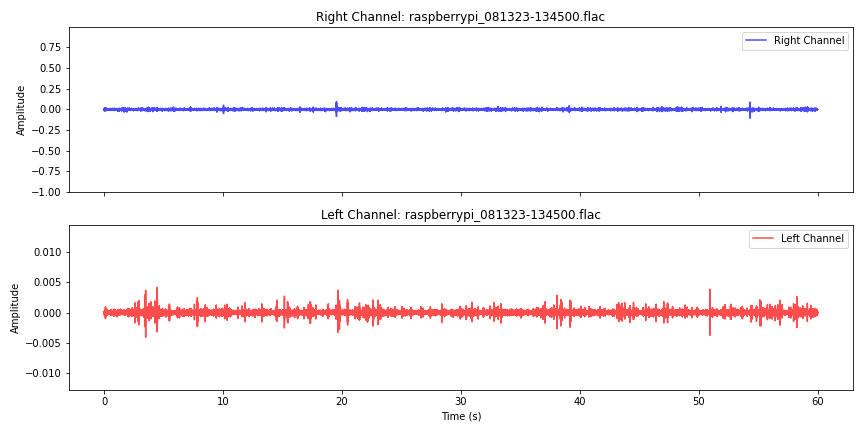 Right Channel: raspberrypi_081323-134500.flac
Right Channel
0.75
0.50
0.25
0.00
−0.25
−0.50
−0.75
−1.00
Amplitude
Left Channel: raspberrypi_081323-134500.flac
Left Channel
0.010
0.005
0.000
−0.005
−0.010
Amplitude
0 10 20 30 40 50 60
Time (s)